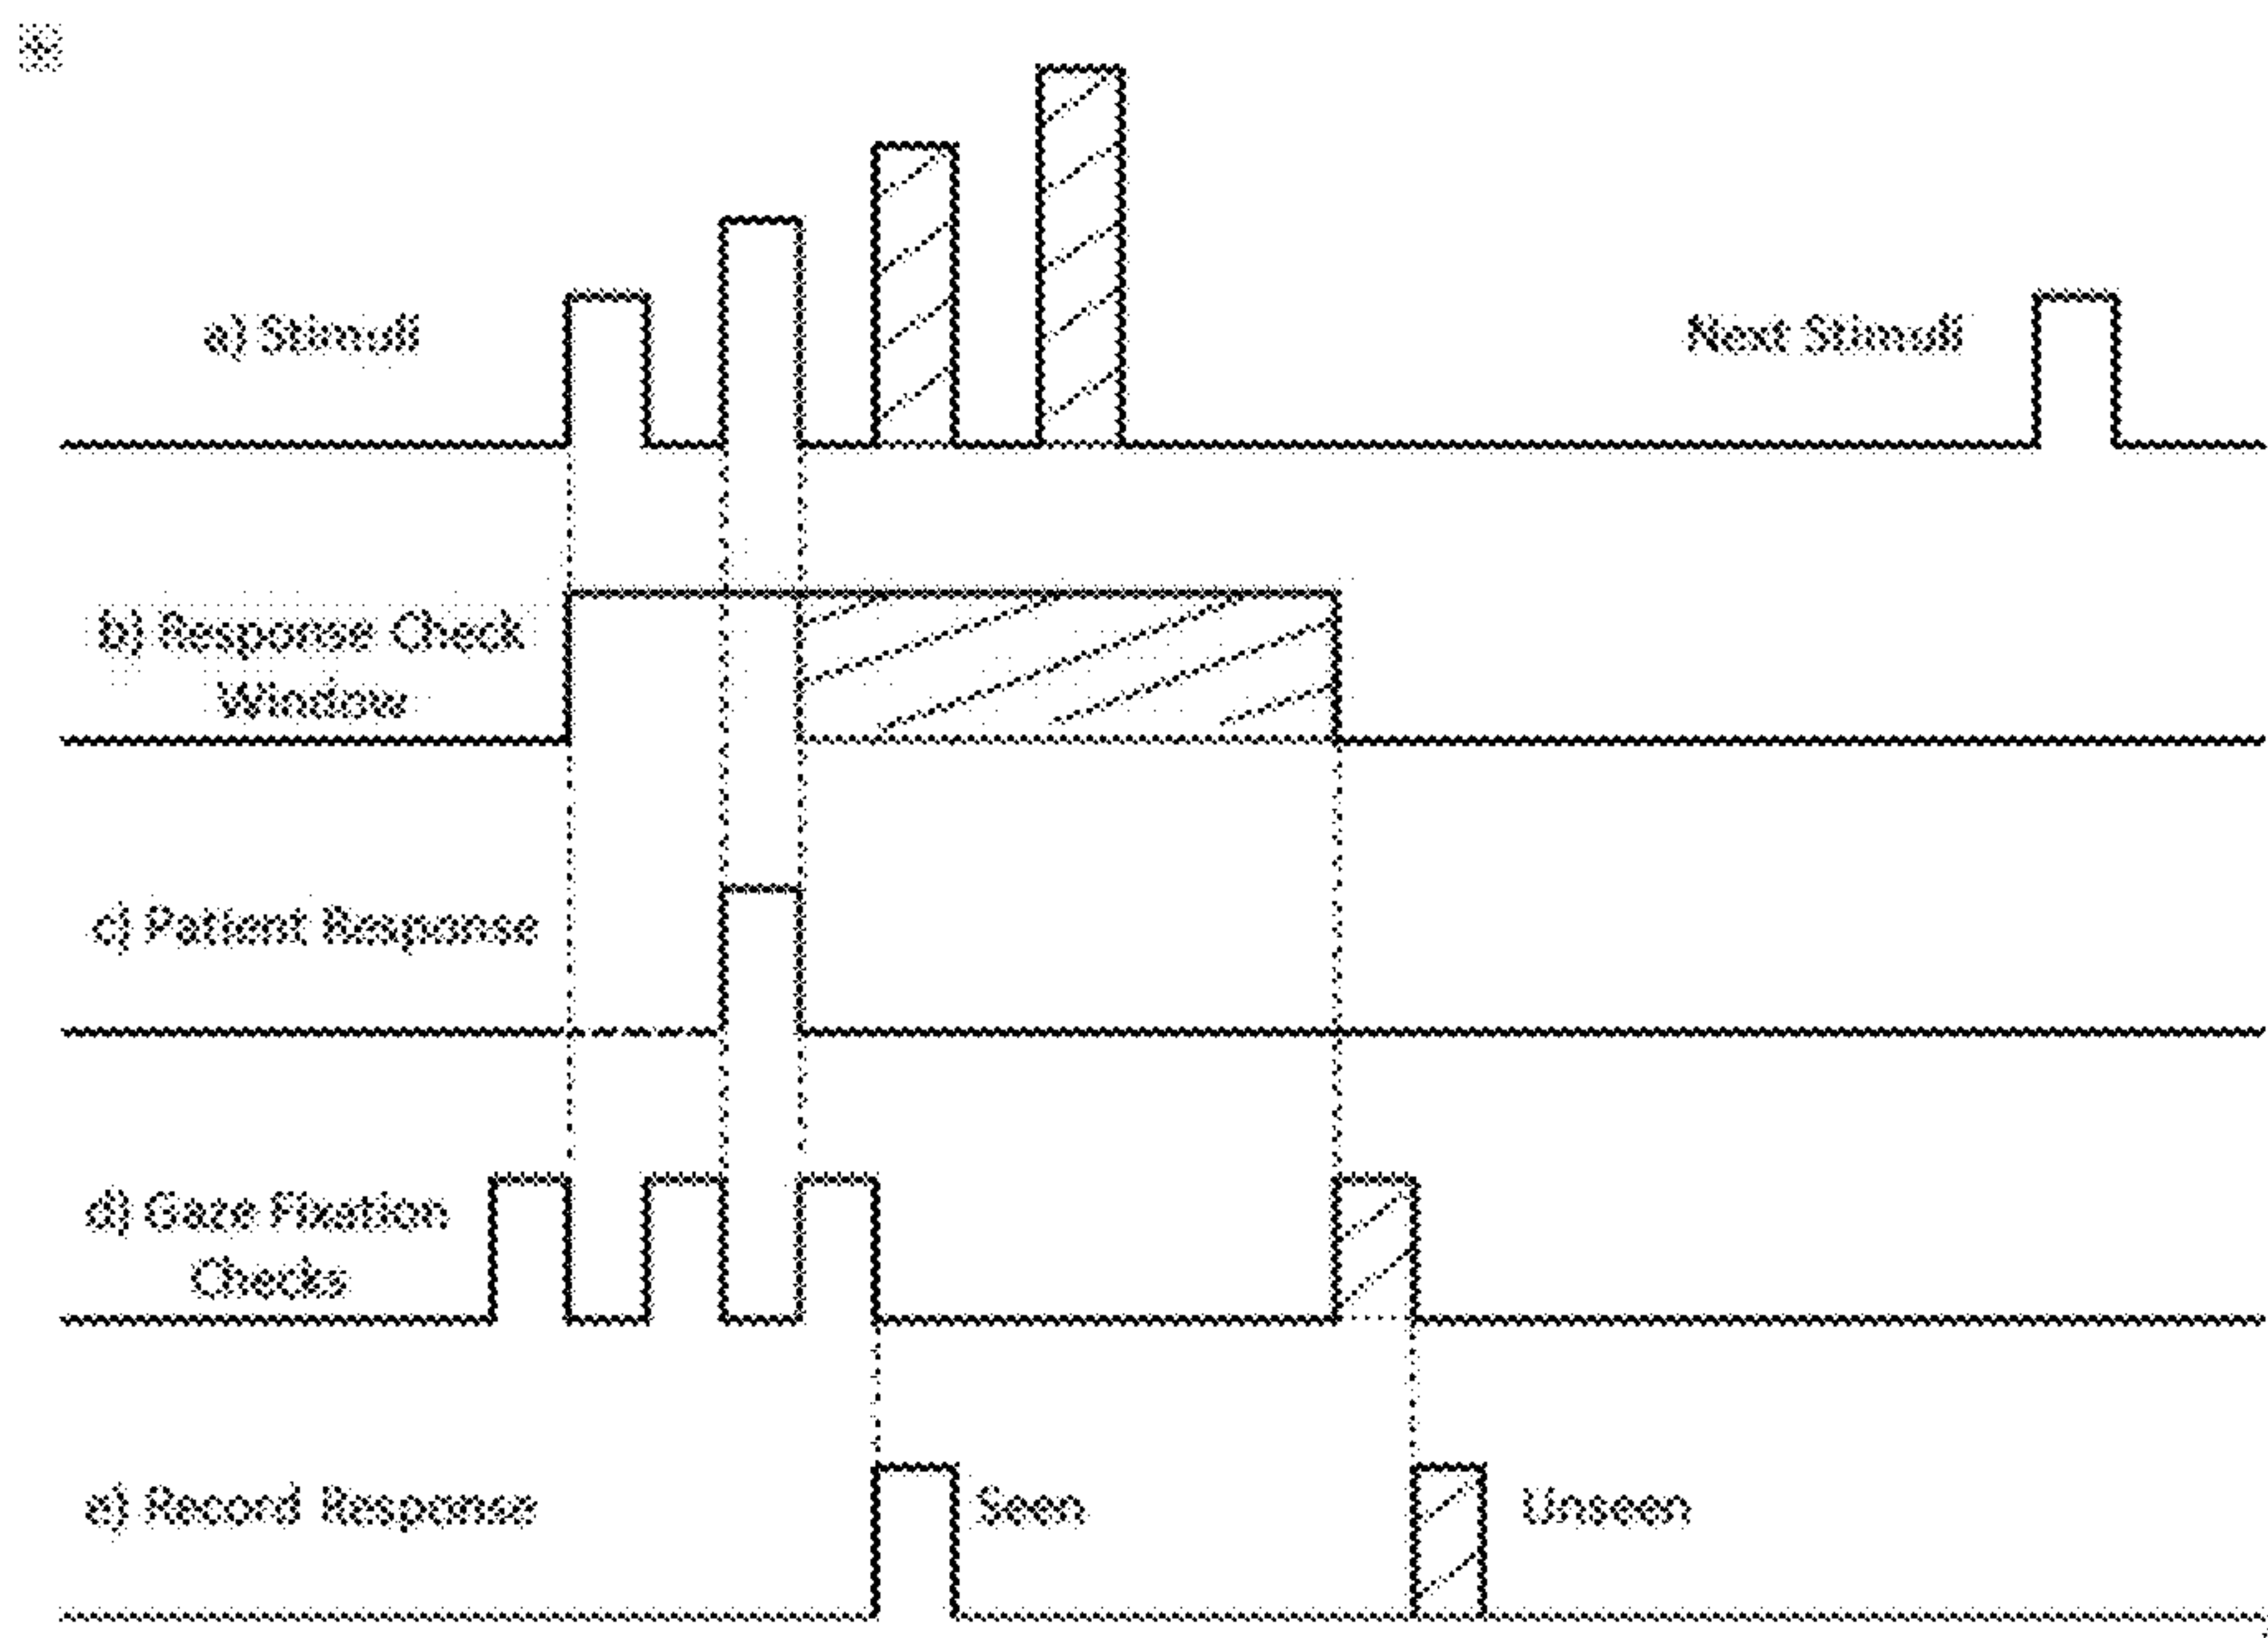 a) Stimuli
Next Stimuli
b) Response Check
Window
c) Patient Response
d) Gaze Fixation
Checks
e) Record Response
Seen
Unseen